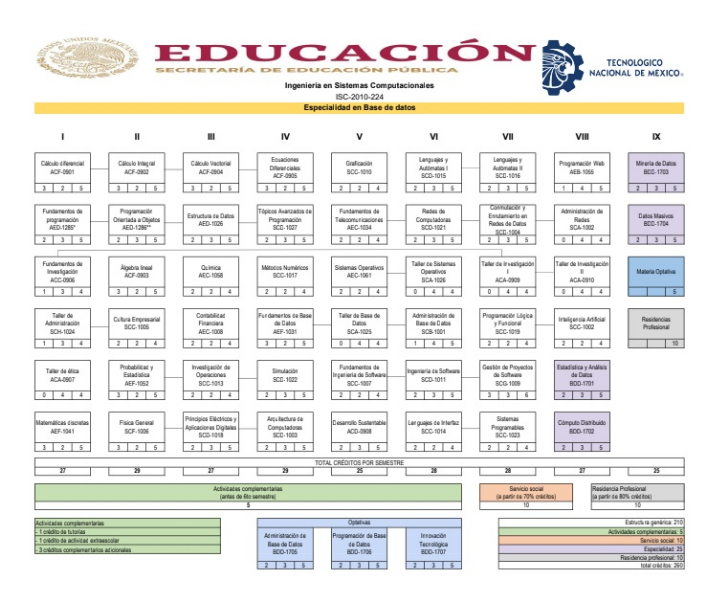 EDUCACIÓN
SECRETARÍA DE EDUCACIÓN PÚBLICA
TECNOLOGICO
NACIONAL DE MEXICO®
Ingeniería en Sistemas Computacionales
ISC-2010-224
Especialidad en Base de datos
I II III IV V VI VII VIII IX
Cálculo diferencial
ACF-0901
3 2 5
Cálculo Integral
ACF-0902
3 2 5
Cálculo Vectorial
ACF-0904
3 2 5
Ecuaciones
Diferenciales
ACF-0905
3 2 5
Graficación
SCC-1010
2 2 4
Lenguajes y
Autómatas I
SCD-1015
2 3 5
Lenguajes y
Autómatas II
SCD-1016
2 3 5
Programación Web
AEB-1055
1 4 5
Minería de Datos
BDC-1703
2 3 5
Fundamentos de
programación
AED-1285*
2 3 5
Programación
Orientada a Objetos
AED-1286**
2 3 5
Estructura de Datos
AED-1026
2 3 5
Tópicos Avanzados de
Programación
SCD-1027
2 3 5
Fundamentos de
Telecomunicaciones
AEC-1034
2 2 4
Redes de
Computadoras
SCD-1021
2 3 5
Conmutación y
Enrutamiento en
Redes de Datos
SCD-1004
2 3 5
Administración de
Redes
SCA-1002
0 4 4
Datos Masivos
BDC-1704
2 3 5
Fundamentos de
Investigación
ACC-0906
1 3 4
Álgebra lineal
ACF-0903
3 2 5
Química
AEC-1058
2 2 4
Métodos Numéricos
SCC-1017
2 2 4
Sistemas Operativos
AEC-1061
2 2 4
Taller de Sistemas
Operativos
SCA-1026
0 4 4
Taller de Investigación
I
ACA-0909
0 4 4
Taller de Investigación
II
ACA-0910
0 4 4
Materia Optativa
5
Taller de
Administración
SCH-1024
1 3 4
Cultura Empresarial
SCC-1005
2 2 4
Contabilidad
Financiera
AEC-1008
2 2 4
Fundamentos de Base
de Datos
AEF-1031
3 2 5
Taller de Base de
Datos
SCA-1025
0 4 4
Administración de
Base de Datos
SCB-1001
1 4 5
Programación Lógica
y Funcional
SCC-1019
2 2 4
Inteligencia Artificial
SCC-1002
2 2 4
Residencias
Profesional
10
Taller de ética
ACA-0907
0 4 4
Probabilidad y
Estadística
AEF-1052
3 2 5
Investigación de
Operaciones
SCC-1013
2 2 4
Simulación
SCD-1022
2 3 5
Fundamentos de
Ingeniería de Software
SCC-1007
2 2 4
Ingeniería de Software
SCD-1011
2 3 5
Gestión de Proyectos
de Software
SCG-1009
3 3 6
Estadística y Análisis
de Datos
BDD-1701
2 3 5
Matemáticas discretas
AEF-1041
3 2 5
Física General
SCF-1006
3 2 5
Principios Eléctricos y
Aplicaciones Digitales
SCD-1018
2 3 5
Arquitectura de
Computadoras
SCD-1003
2 3 5
Desarrollo Sustentable
ACD-0908
2 3 5
Lenguajes de Interfaz
SCC-1014
2 2 4
Sistemas
Programables
SCC-1023
2 2 4
Cómputo Distribuido
BDD-1702
2 3 5
TOTAL CRÉDITOS POR SEMESTRE
27 29 27 29 25 28 28 27 25
Actividades complementarias
(antes de 6to semestre)
5
Servicio social
(a partir de 70% créditos)
10
Residencia Profesional
(a partir de 80% créditos)
10
Actividades complementarias
- 1 crédito de tutorías
- 1 crédito de actividad extraescolar
- 3 créditos complementarios adicionales
Optativas
Administración de
Base de Datos
BDD-1705
2 3 5
Programación de Base
de Datos
BDD-1706
2 3 5
Innovación
Tecnológica
BDD-1707
2 3 5
Estructura genérica: 210
Actividades complementarias: 5
Servicio social: 10
Especialidad: 25
Residencia profesional: 10
total créditos: 260